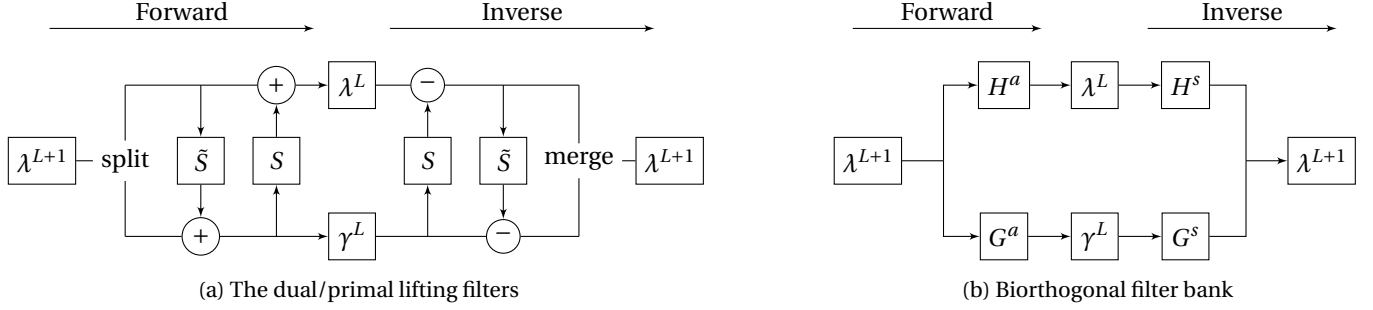 Forward Inverse
λ^{L+1} split S̃ + S + λ^L γ^L − S S̃ − merge λ^{L+1}
(a) The dual/primal lifting filters
Forward Inverse
λ^{L+1} H^a λ^L H^s G^a γ^L G^s λ^{L+1}
(b) Biorthogonal filter bank